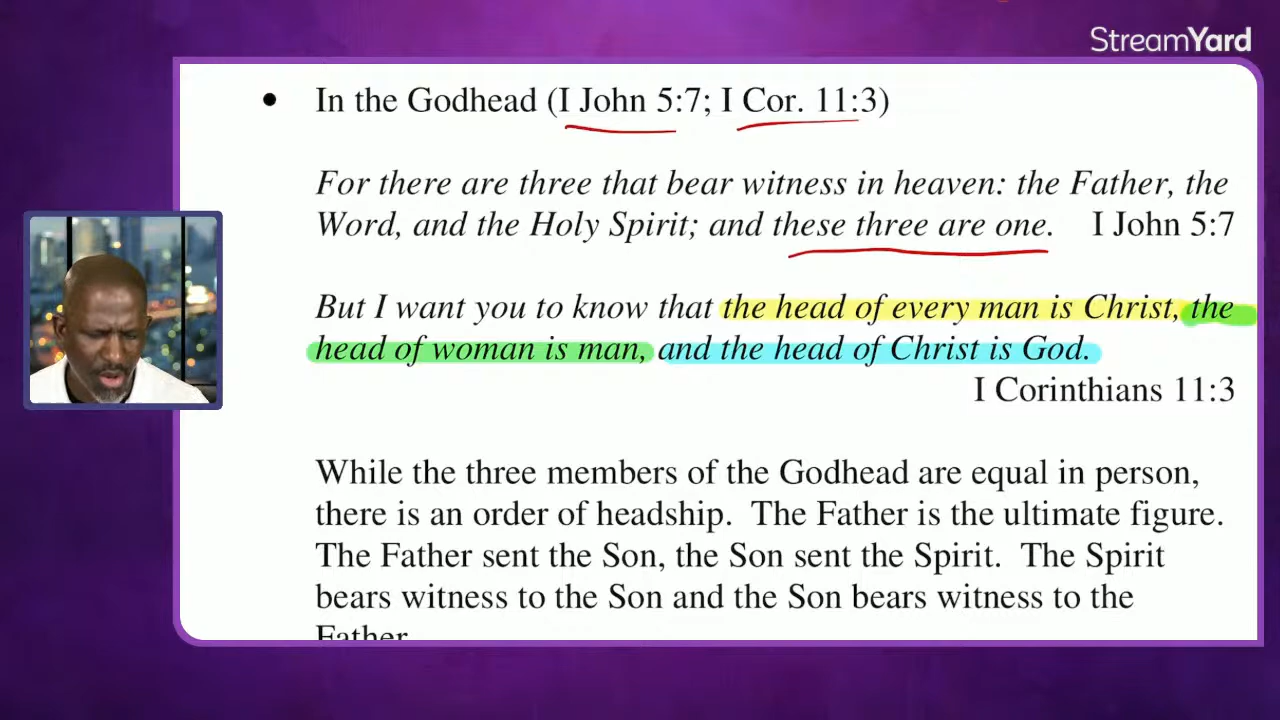 StreamYard
• In the Godhead (I John 5:7; I Cor. 11:3)
For there are three that bear witness in heaven: the Father, the
Word, and the Holy Spirit; and these three are one. I John 5:7
But I want you to know that the head of every man is Christ, the
head of woman is man, and the head of Christ is God.
I Corinthians 11:3
While the three members of the Godhead are equal in person,
there is an order of headship. The Father is the ultimate figure.
The Father sent the Son, the Son sent the Spirit. The Spirit
bears witness to the Son and the Son bears witness to the
Father